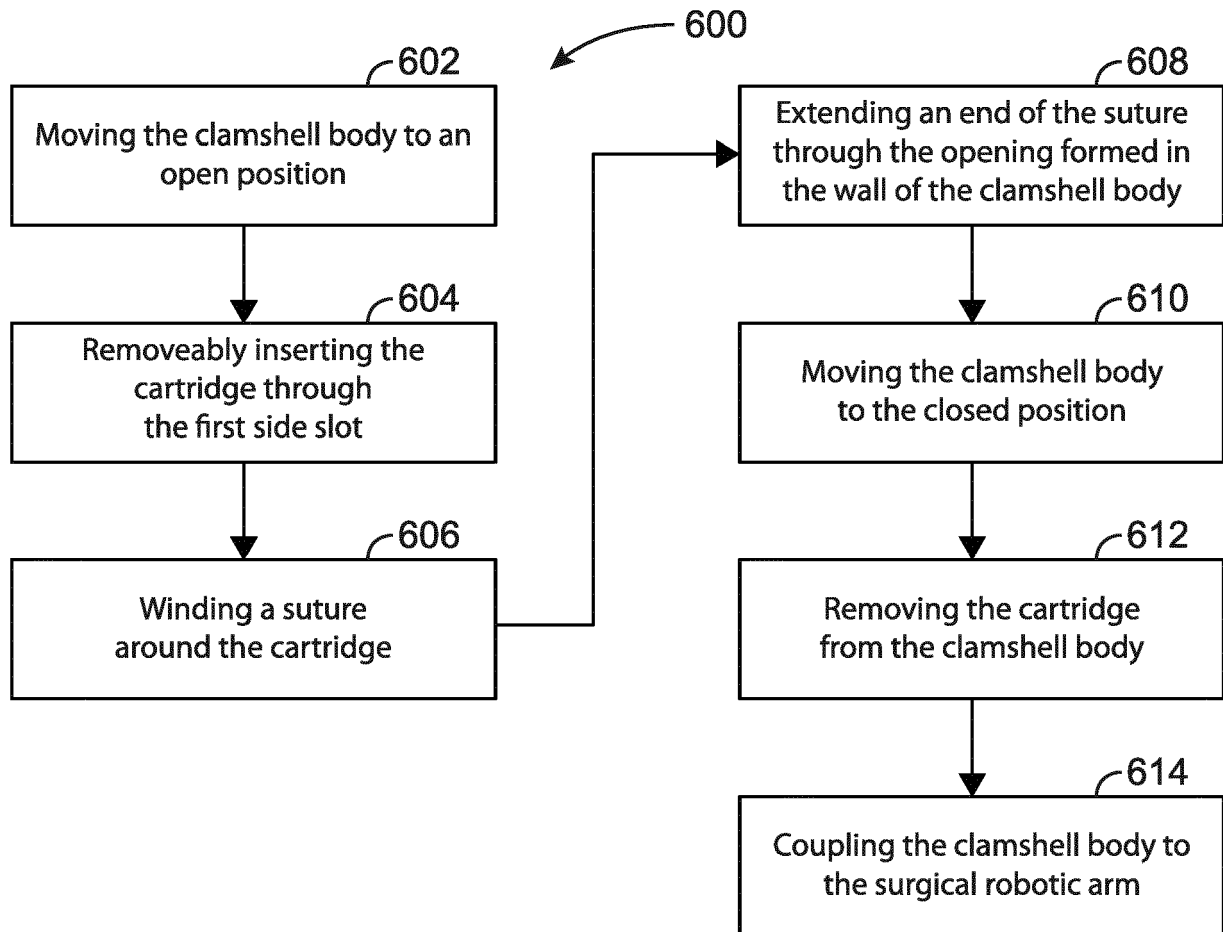 600
602
Moving the clamshell body to an
open position
604
Removeably inserting the
cartridge through
the first side slot
606
Winding a suture
around the cartridge
608
Extending an end of the suture
through the opening formed in
the wall of the clamshell body
610
Moving the clamshell body
to the closed position
612
Removing the cartridge
from the clamshell body
614
Coupling the clamshell body to
the surgical robotic arm